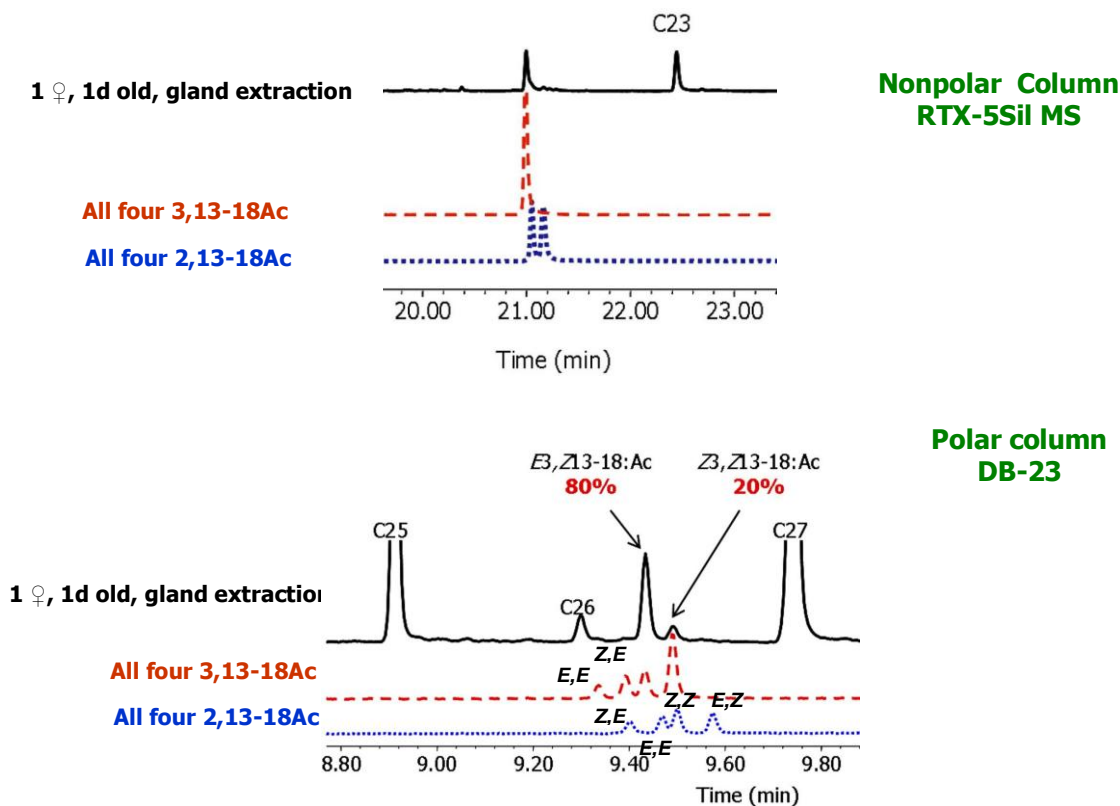 C23
1 ♀, 1d old, gland extraction
Nonpolar Column
RTX-5Sil MS
All four 3,13-18Ac
All four 2,13-18Ac
20.00 21.00 22.00 23.00
Time (min)
Polar column
DB-23
E3,Z13-18:Ac Z3,Z13-18:Ac
80% 20%
C25 C27
1 ♀, 1d old, gland extraction
C26
Z,E
All four 3,13-18Ac
E,E
Z,Z E,Z
All four 2,13-18Ac
Z,E
E,E
8.80 9.00 9.20 9.40 9.60 9.80
Time (min)